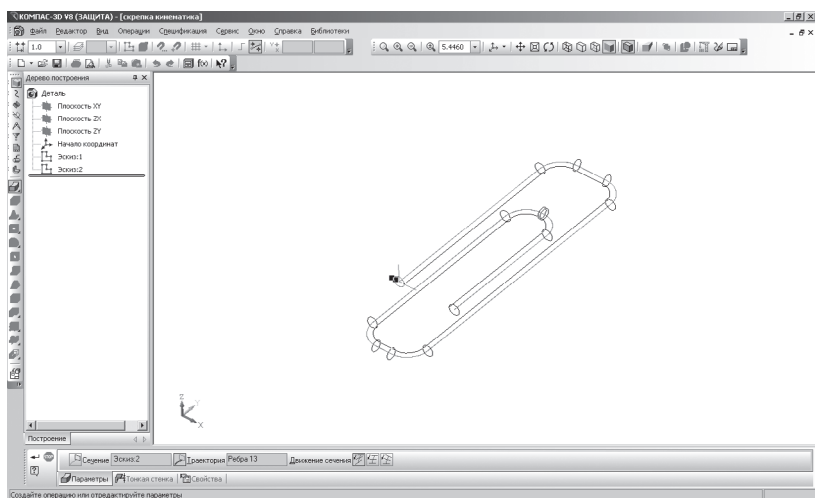 КОМПАС-3D V8 (ЗАЩИТА) - [скрепка кинематика]
Файл Редактор Вид Операции Спецификация Сервис Окно Справка Библиотеки
1.0 5.4460
f(x)
Дерево построения
Деталь
Плоскость XY
Плоскость ZX
Плоскость ZY
Начало координат
Эскиз:1
Эскиз:2
Z
Y
X
Построение
STOP Сечение Эскиз:2 Траектория Ребра 13 Движение сечения
Параметры Тонкая стенка Свойства
Создайте операцию или отредактируйте параметры